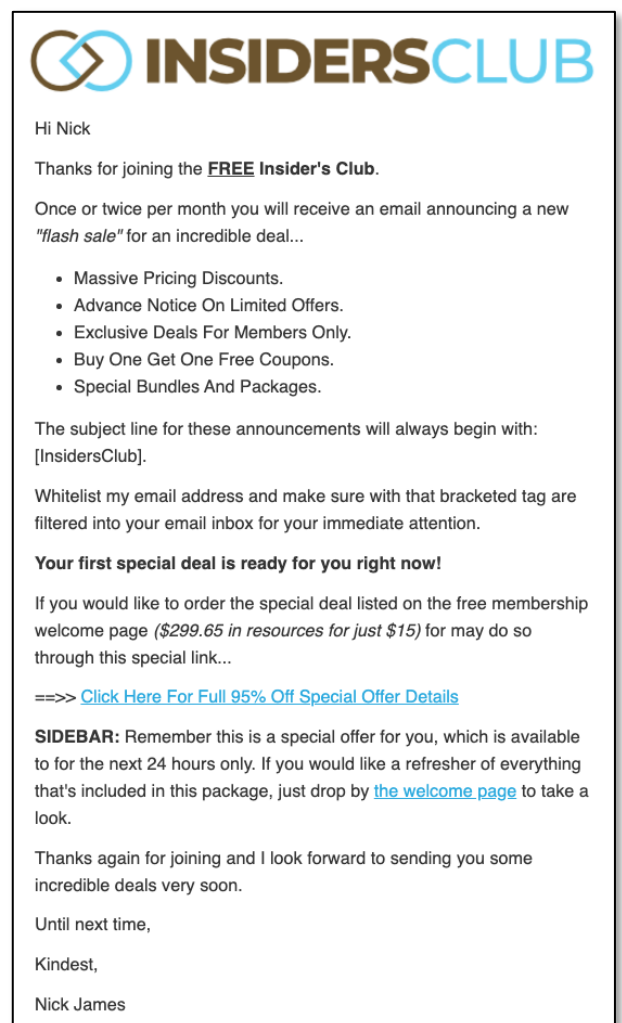 INSIDERSCLUB
Hi Nick
Thanks for joining the FREE Insider's Club.
Once or twice per month you will receive an email announcing a new
"flash sale" for an incredible deal...
• Massive Pricing Discounts.
• Advance Notice On Limited Offers.
• Exclusive Deals For Members Only.
• Buy One Get One Free Coupons.
• Special Bundles And Packages.
The subject line for these announcements will always begin with:
[InsidersClub].
Whitelist my email address and make sure with that bracketed tag are
filtered into your email inbox for your immediate attention.
Your first special deal is ready for you right now!
If you would like to order the special deal listed on the free membership
welcome page ($299.65 in resources for just $15) for may do so
through this special link...
==>> Click Here For Full 95% Off Special Offer Details
SIDEBAR: Remember this is a special offer for you, which is available
to for the next 24 hours only. If you would like a refresher of everything
that's included in this package, just drop by the welcome page to take a
look.
Thanks again for joining and I look forward to sending you some
incredible deals very soon.
Until next time,
Kindest,
Nick James